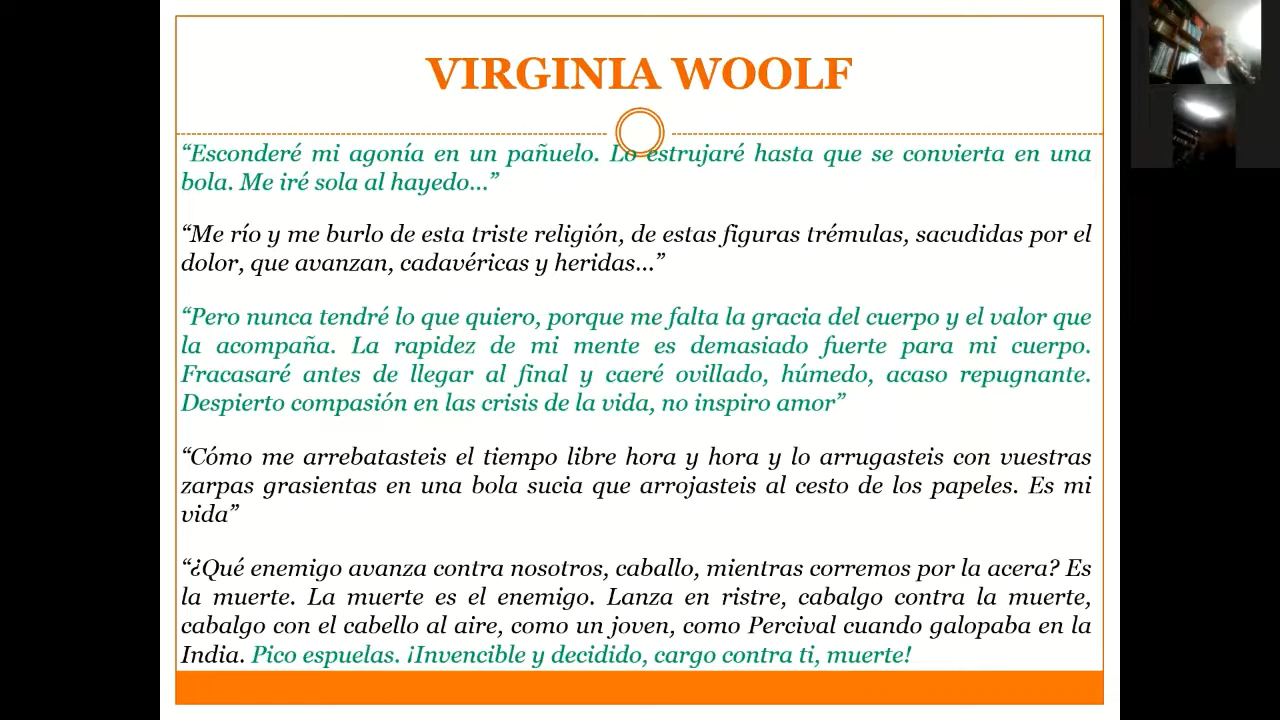 VIRGINIA WOOLF
“Esconderé mi agonía en un pañuelo. Lo estrujaré hasta que se convierta en una
bola. Me iré sola al hayedo...”
“Me río y me burlo de esta triste religión, de estas figuras trémulas, sacudidas por el
dolor, que avanzan, cadavéricas y heridas...”
“Pero nunca tendré lo que quiero, porque me falta la gracia del cuerpo y el valor que
la acompaña. La rapidez de mi mente es demasiado fuerte para mi cuerpo.
Fracasaré antes de llegar al final y caeré ovillado, húmedo, acaso repugnante.
Despierto compasión en las crisis de la vida, no inspiro amor”
“Cómo me arrebatasteis el tiempo libre hora y hora y lo arrugasteis con vuestras
zarpas grasientas en una bola sucia que arrojasteis al cesto de los papeles. Es mi
vida”
“¿Qué enemigo avanza contra nosotros, caballo, mientras corremos por la acera? Es
la muerte. La muerte es el enemigo. Lanza en ristre, cabalgo contra la muerte,
cabalgo con el cabello al aire, como un joven, como Percival cuando galopaba en la
India. Pico espuelas. ¡Invencible y decidido, cargo contra ti, muerte!